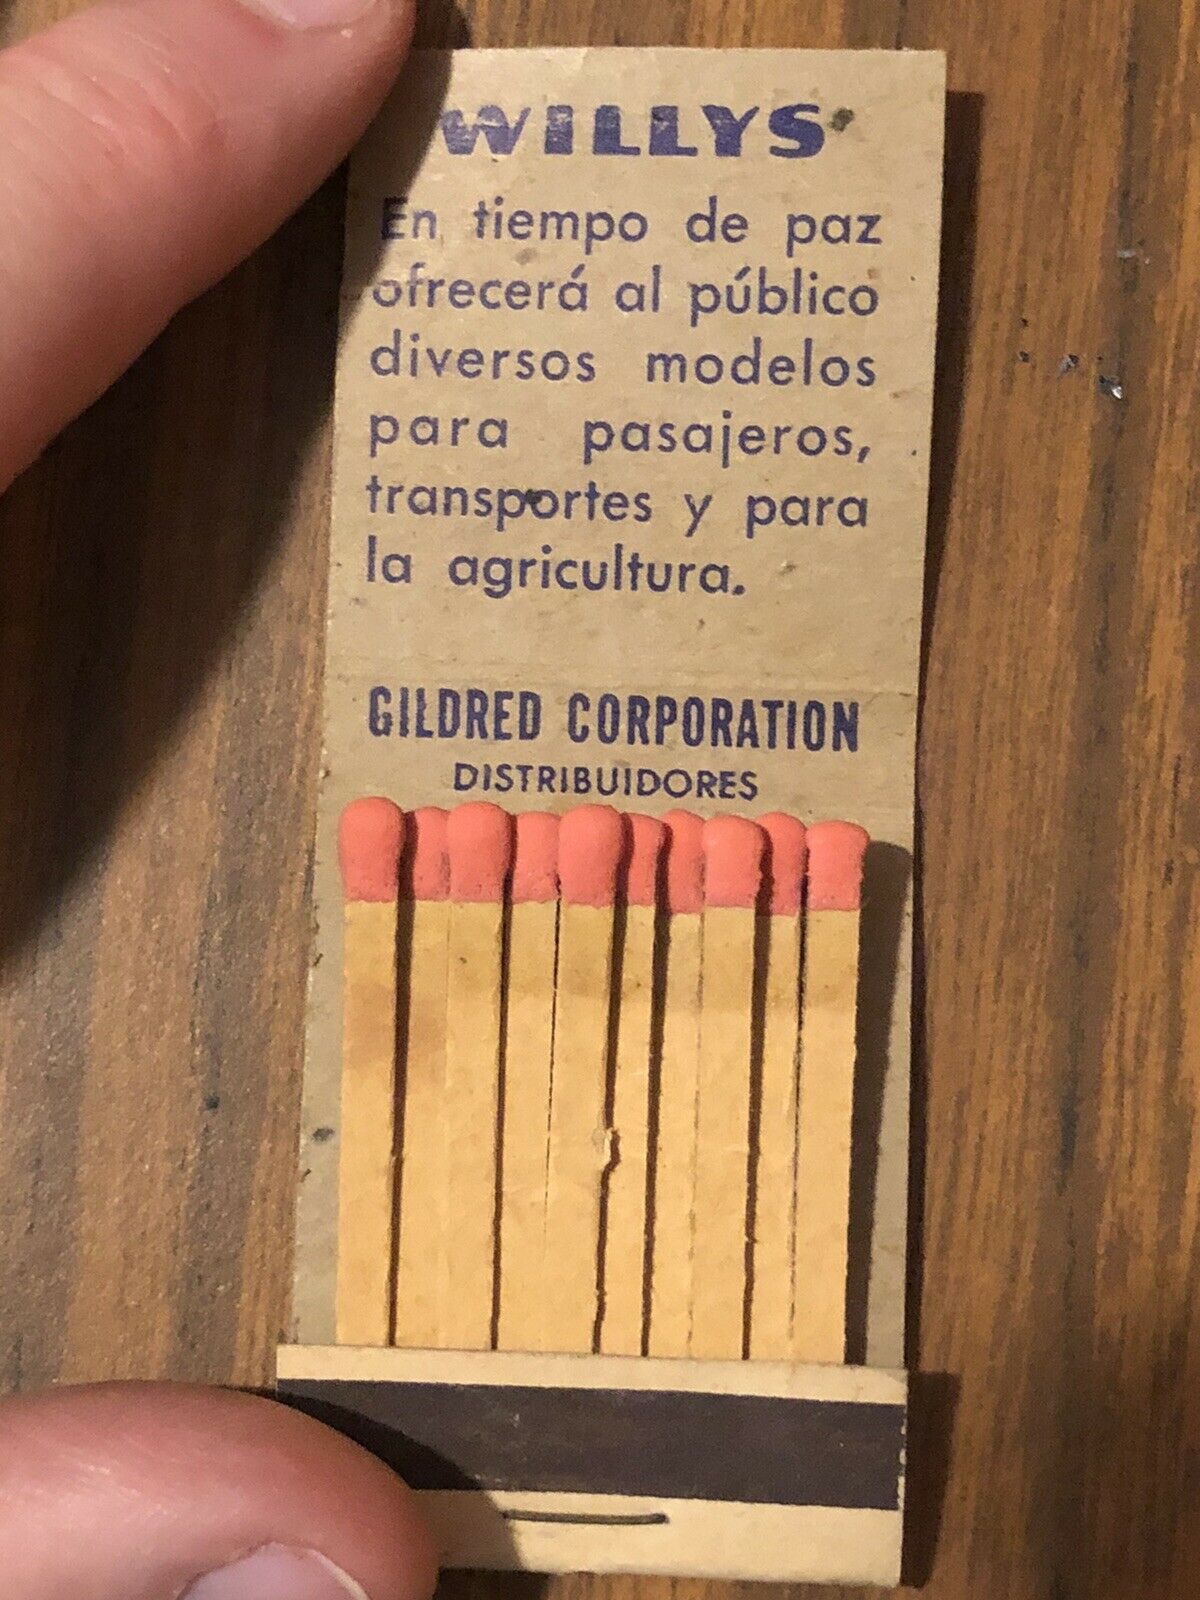 WILLYS
En tiempo de paz
ofrecerá al público
diversos modelos
para pasajeros,
transportes y para
la agricultura.
GILDRED CORPORATION
DISTRIBUIDORES